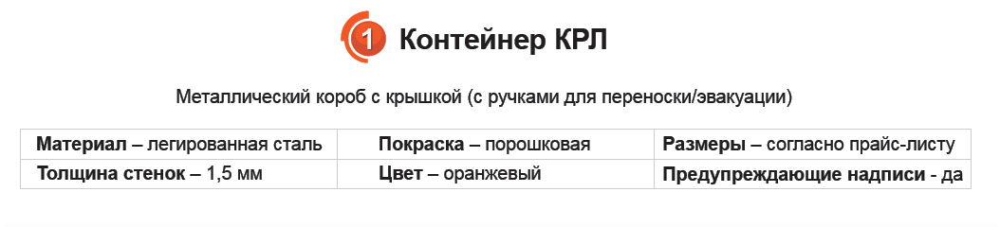 1 Контейнер КРЛ
Металлический короб с крышкой (с ручками для переноски/эвакуации)
Материал – легированная сталь Покраска – порошковая Размеры – согласно прайс-листу
Толщина стенок – 1,5 мм Цвет – оранжевый Предупреждающие надписи - да